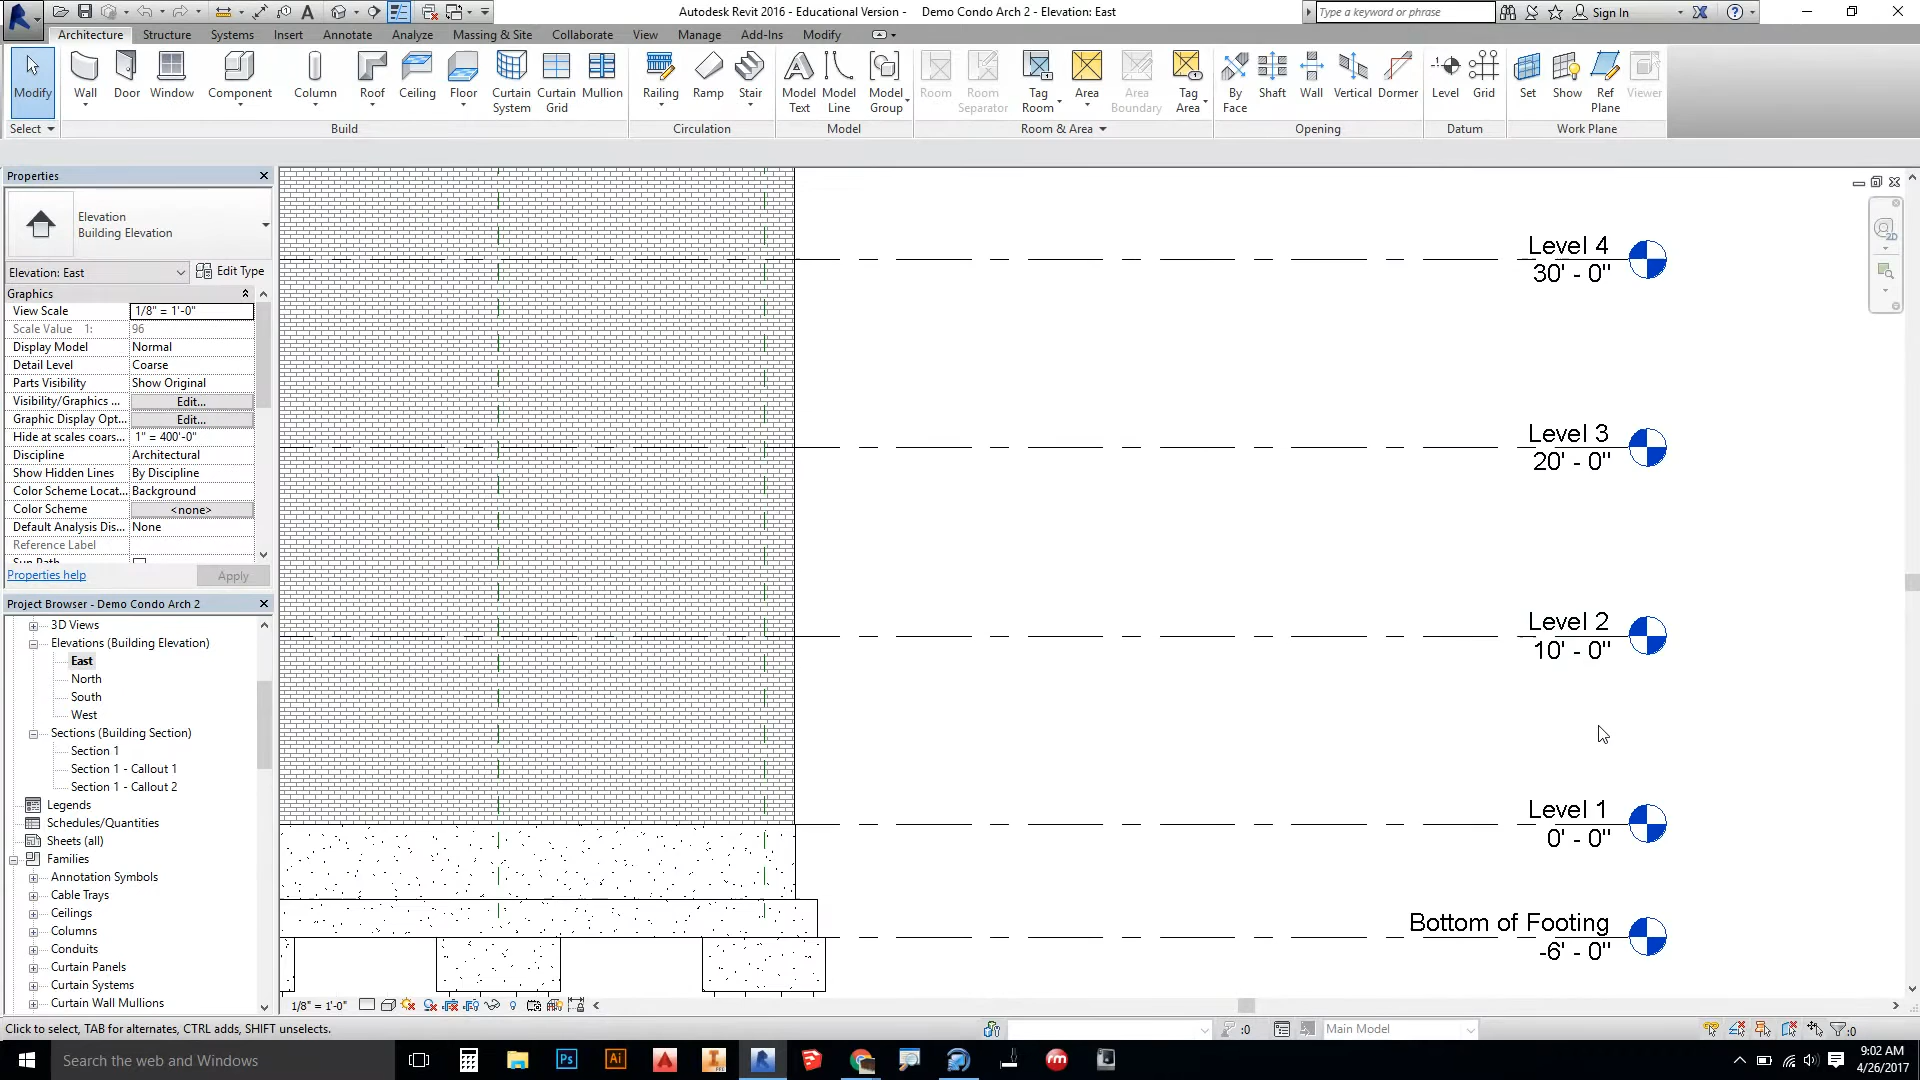 Autodesk Revit 2016 - Educational Version -    Demo Condo Arch 2 - Elevation: East
Type a keyword or phrase
Sign In
Architecture Structure Systems Insert Annotate Analyze Massing & Site Collaborate View Manage Add-Ins Modify
Modify Wall Door Window Component Column Roof Ceiling Floor Curtain System Curtain Grid Mullion Railing Ramp Stair Model Text Model Line Model Group Room Room Separator Tag Room Area Area Boundary Tag Area By Face Shaft Wall Vertical Dormer Level Grid Set Show Ref Plane Viewer
Select Build Circulation Model Room & Area Opening Datum Work Plane
Properties
Elevation
Building Elevation
Elevation: East Edit Type
Graphics
View Scale 1/8" = 1'-0"
Scale Value 1: 96
Display Model Normal
Detail Level Coarse
Parts Visibility Show Original
Visibility/Graphics ... Edit...
Graphic Display Opt... Edit...
Hide at scales coars... 1" = 400'-0"
Discipline Architectural
Show Hidden Lines By Discipline
Color Scheme Locat... Background
Color Scheme <none>
Default Analysis Dis... None
Reference Label
Sun Path
Properties help Apply
Project Browser - Demo Condo Arch 2
3D Views
Elevations (Building Elevation)
East
North
South
West
Sections (Building Section)
Section 1
Section 1 - Callout 1
Section 1 - Callout 2
Legends
Schedules/Quantities
Sheets (all)
Families
Annotation Symbols
Cable Trays
Ceilings
Columns
Conduits
Curtain Panels
Curtain Systems
Curtain Wall Mullions
Level 4
30' - 0"
Level 3
20' - 0"
Level 2
10' - 0"
Level 1
0' - 0"
Bottom of Footing
-6' - 0"
2D
1/8" = 1'-0"
Click to select, TAB for alternates, CTRL adds, SHIFT unselects.
:0
Main Model
:0
Search the web and Windows
Ps
Ai
rm
9:02 AM
4/26/2017